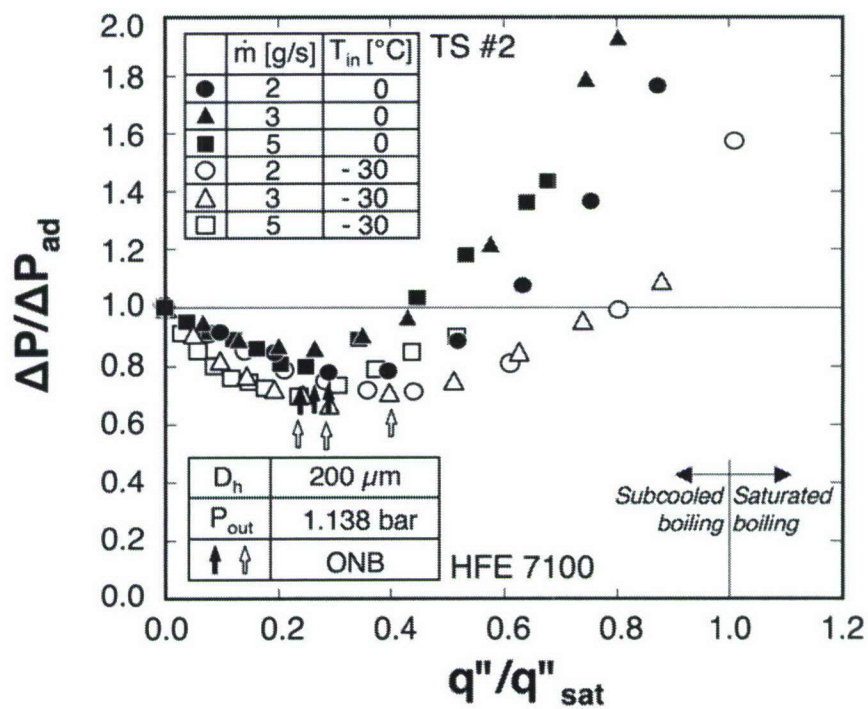 2.0
1.8
1.6
1.4
1.2
1.0
0.8
0.6
0.4
0.2
0.0
ΔP/ΔP_ad
ṁ [g/s] T_in [°C] TS #2
2 0
3 0
5 0
2 - 30
3 - 30
5 - 30
D_h 200 μm
P_out 1.138 bar
ONB
HFE 7100
Subcooled Saturated
boiling boiling
0.0 0.2 0.4 0.6 0.8 1.0 1.2
q"/q"_sat